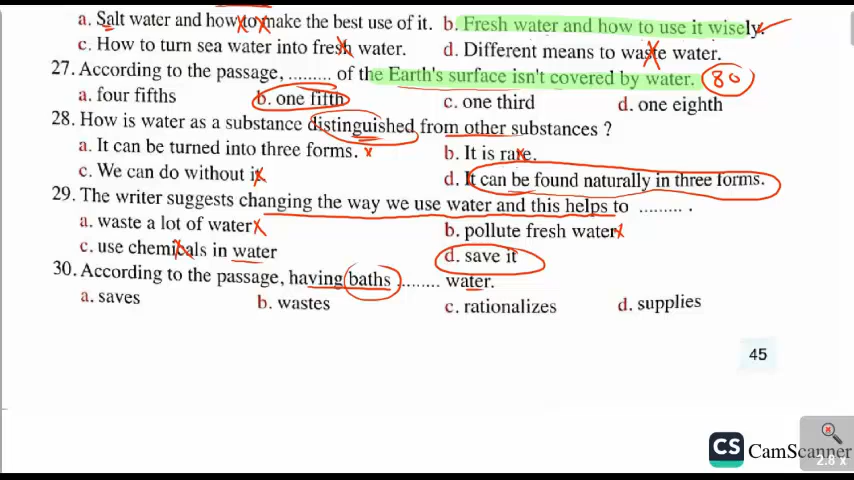 a. Salt water and how to make the best use of it. b. Fresh water and how to use it wisely.
c. How to turn sea water into fresh water. d. Different means to waste water.
27. According to the passage, ......... of the Earth's surface isn't covered by water. 80
a. four fifths b. one fifth c. one third d. one eighth
28. How is water as a substance distinguished from other substances ?
a. It can be turned into three forms. x b. It is rare.
c. We can do without it d. It can be found naturally in three forms.
29. The writer suggests changing the way we use water and this helps to ......... .
a. waste a lot of water b. pollute fresh water
c. use chemicals in water d. save it
30. According to the passage, having baths ......... water.
a. saves b. wastes c. rationalizes d. supplies
45
CS CamScanner
2.8 x